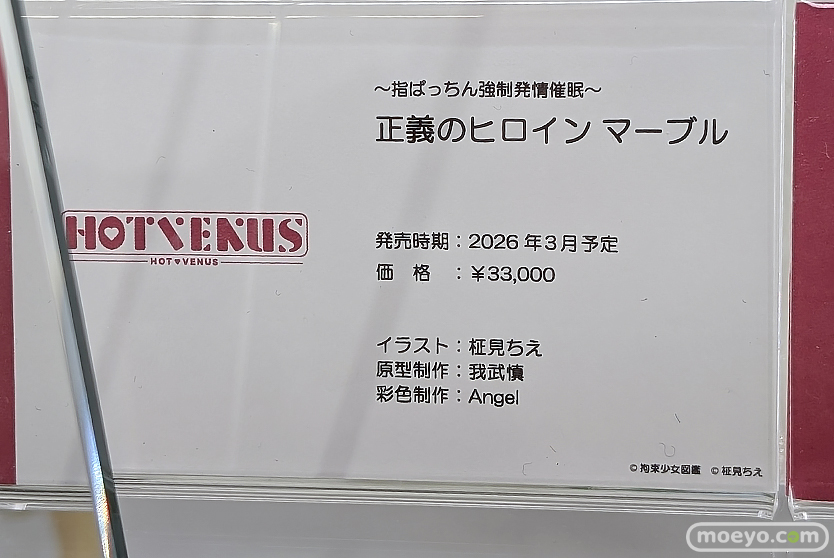 ～指ぱっちん強制発情催眠～
正義のヒロイン マーブル
HOTVENUS
HOT♥VENUS
発売時期：2026年3月予定
価　格　：￥33,000
イラスト：柾見ちえ
原型制作：我武慎
彩色制作：Angel
©拘束少女図鑑 ©柾見ちえ
moeyo.com